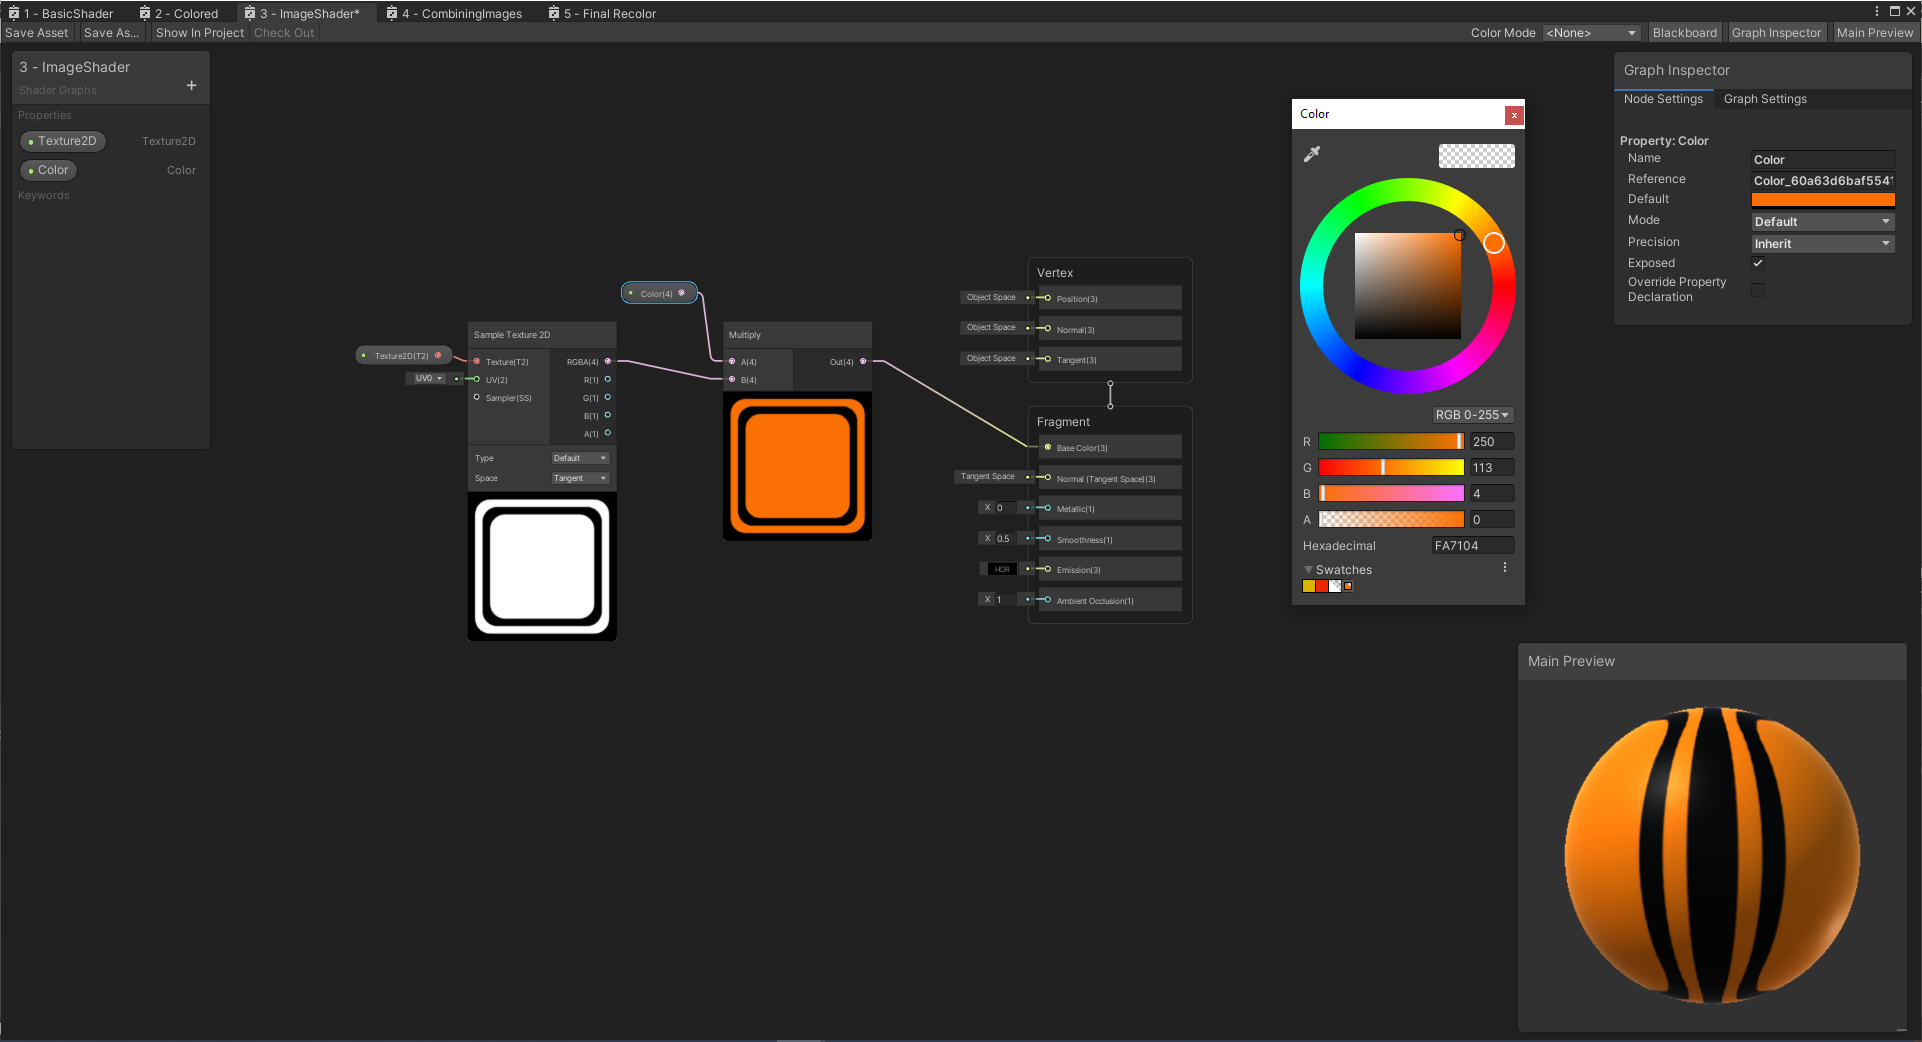 1 - BasicShader
2 - Colored
3 - ImageShader*
4 - CombiningImages
5 - Final Recolor
Save Asset
Save As...
Show In Project
Check Out
Color Mode
<None>
Blackboard
Graph Inspector
Main Preview
3 - ImageShader
Shader Graphs
+
Properties
Texture2D
Texture2D
Color
Color
Keywords
Color(4)
Texture2D(T2)
UV0
Sample Texture 2D
Texture(T2)
UV(2)
Sampler(SS)
RGBA(4)
R(1)
G(1)
B(1)
A(1)
Type
Default
Space
Tangent
Multiply
A(4)
B(4)
Out(4)
Vertex
Object Space
Position(3)
Object Space
Normal(3)
Object Space
Tangent(3)
Fragment
Base Color(3)
Tangent Space
Normal (Tangent Space)(3)
X 0
Metallic(1)
X 0.5
Smoothness(1)
HDR
Emission(3)
X 1
Ambient Occlusion(1)
Color
x
RGB 0-255
R 250
G 113
B 4
A 0
Hexadecimal FA7104
Swatches
Graph Inspector
Node Settings
Graph Settings
Property: Color
Name Color
Reference Color_60a63d6baf5541
Default
Mode Default
Precision Inherit
Exposed
Override Property
Declaration
Main Preview